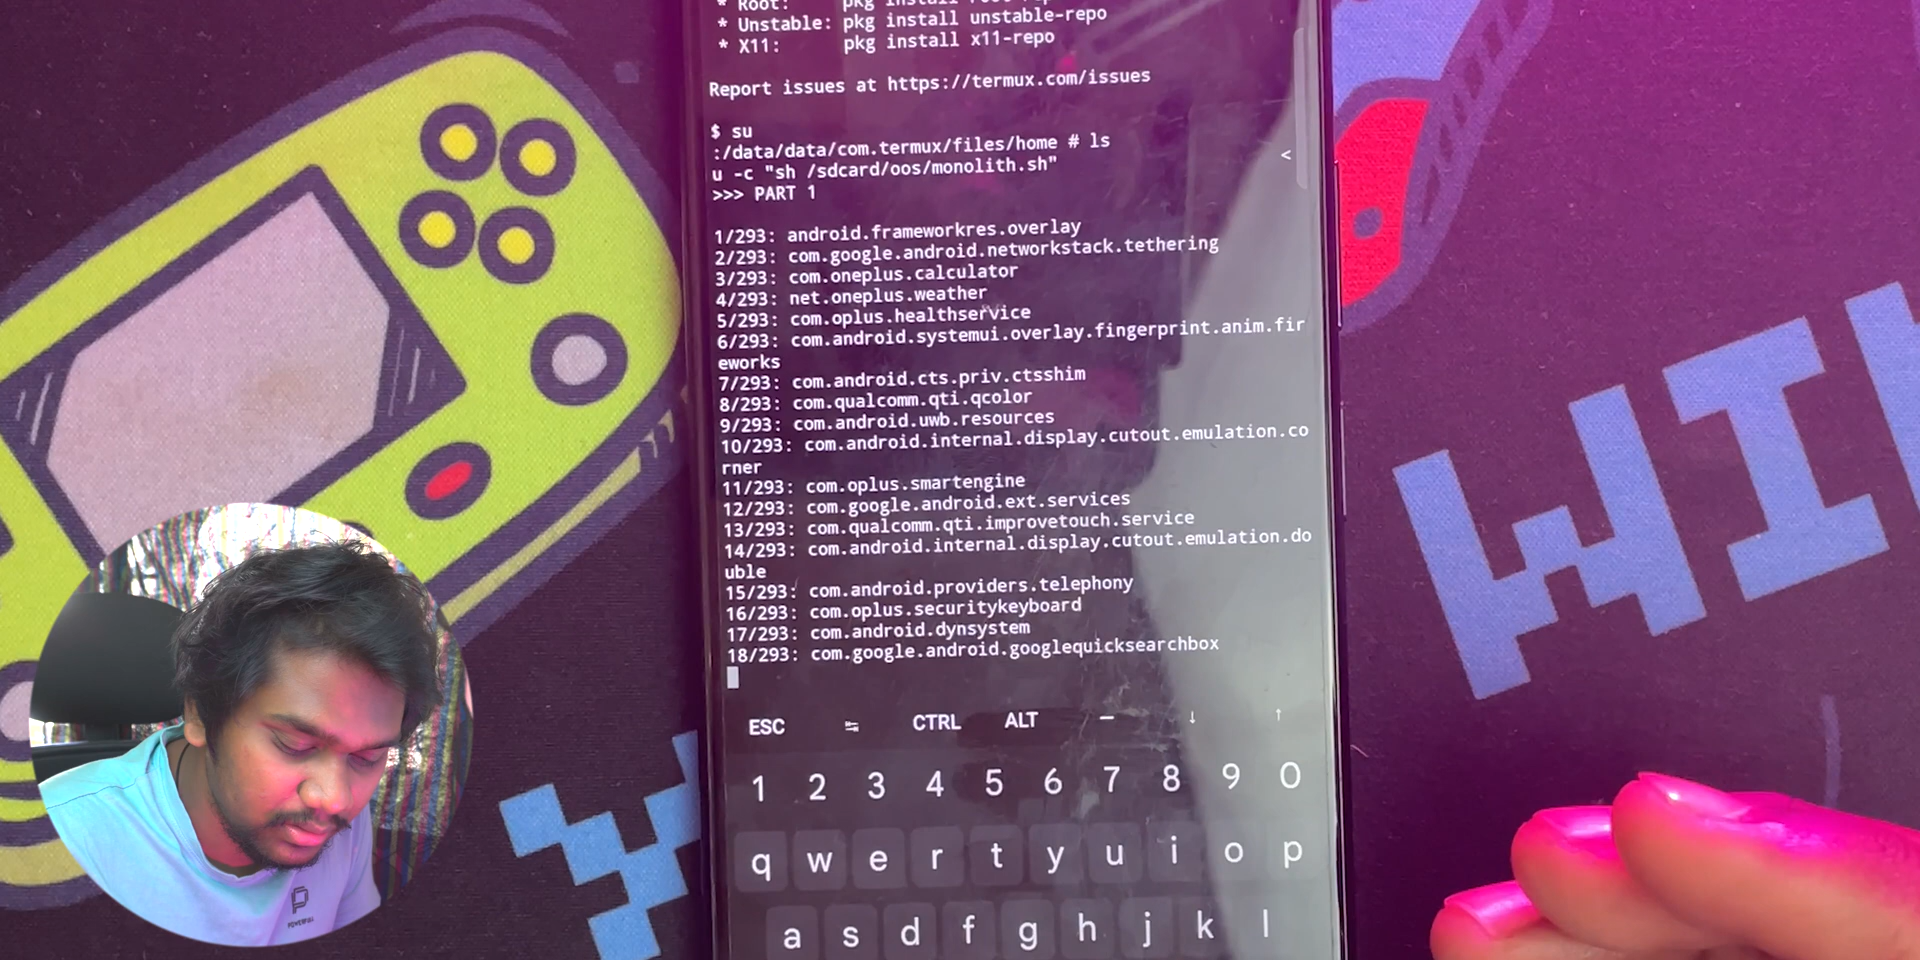 * Root: pkg install
* Unstable: pkg install unstable-repo
* X11: pkg install x11-repo
Report issues at https://termux.com/issues
$ su
:/data/data/com.termux/files/home # ls
u -c "sh /sdcard/oos/monolith.sh"
>>> PART 1
1/293: android.frameworkres.overlay
2/293: com.google.android.networkstack.tethering
3/293: com.oneplus.calculator
4/293: net.oneplus.weather
5/293: com.oplus.healthservice
6/293: com.android.systemui.overlay.fingerprint.anim.fir
eworks
7/293: com.android.cts.priv.ctsshim
8/293: com.qualcomm.qti.qcolor
9/293: com.android.uwb.resources
10/293: com.android.internal.display.cutout.emulation.co
rner
11/293: com.oplus.smartengine
12/293: com.google.android.ext.services
13/293: com.qualcomm.qti.improvetouch.service
14/293: com.android.internal.display.cutout.emulation.do
uble
15/293: com.android.providers.telephony
16/293: com.oplus.securitykeyboard
17/293: com.android.dynsystem
18/293: com.google.android.googlequicksearchbox
<
ESC ↹ CTRL ALT — ↓ ↑
1 2 3 4 5 6 7 8 9 0
q w e r t y u i o p
a s d f g h j k l
WI
POWERFULL